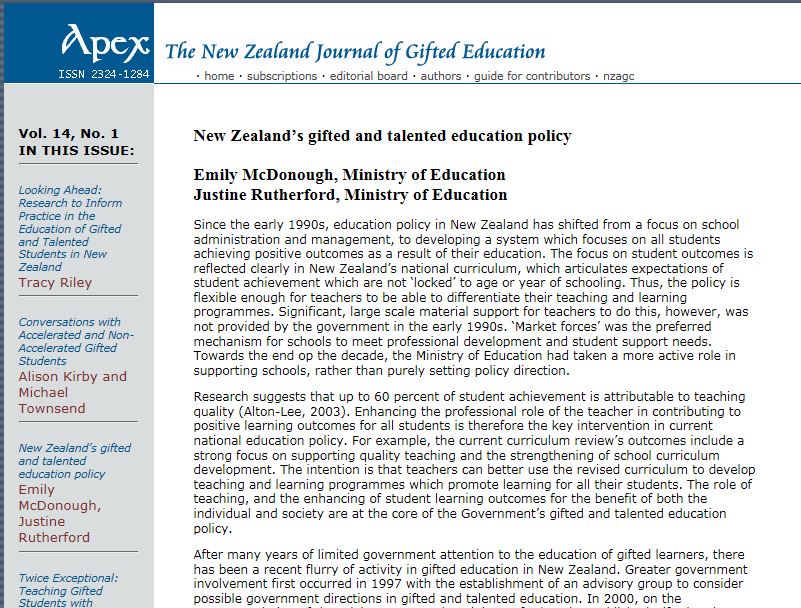 Apex
ISSN 2324-1284
The New Zealand Journal of Gifted Education
· home · subscriptions · editorial board · authors · guide for contributors · nzagc
Vol. 14, No. 1
IN THIS ISSUE:
Looking Ahead:
Research to Inform
Practice in the
Education of Gifted
and Talented
Students in New
Zealand
Tracy Riley
Conversations with
Accelerated and Non-
Accelerated Gifted
Students
Alison Kirby and
Michael
Townsend
New Zealand's gifted
and talented
education policy
Emily
McDonough,
Justine
Rutherford
Twice Exceptional:
Teaching Gifted
Students with
New Zealand's gifted and talented education policy
Emily McDonough, Ministry of Education
Justine Rutherford, Ministry of Education
Since the early 1990s, education policy in New Zealand has shifted from a focus on school
administration and management, to developing a system which focuses on all students
achieving positive outcomes as a result of their education. The focus on student outcomes is
reflected clearly in New Zealand's national curriculum, which articulates expectations of
student achievement which are not 'locked' to age or year of schooling. Thus, the policy is
flexible enough for teachers to be able to differentiate their teaching and learning
programmes. Significant, large scale material support for teachers to do this, however, was
not provided by the government in the early 1990s. 'Market forces' was the preferred
mechanism for schools to meet professional development and student support needs.
Towards the end op the decade, the Ministry of Education had taken a more active role in
supporting schools, rather than purely setting policy direction.
Research suggests that up to 60 percent of student achievement is attributable to teaching
quality (Alton-Lee, 2003). Enhancing the professional role of the teacher in contributing to
positive learning outcomes for all students is therefore the key intervention in current
national education policy. For example, the current curriculum review's outcomes include a
strong focus on supporting quality teaching and the strengthening of school curriculum
development. The intention is that teachers can better use the revised curriculum to develop
teaching and learning programmes which promote learning for all their students. The role of
teaching, and the enhancing of student learning outcomes for the benefit of both the
individual and society are at the core of the Government's gifted and talented education
policy.
After many years of limited government attention to the education of gifted learners, there
has been a recent flurry of activity in gifted education in New Zealand. Greater government
involvement first occurred in 1997 with the establishment of an advisory group to consider
possible government directions in gifted and talented education. In 2000, on the